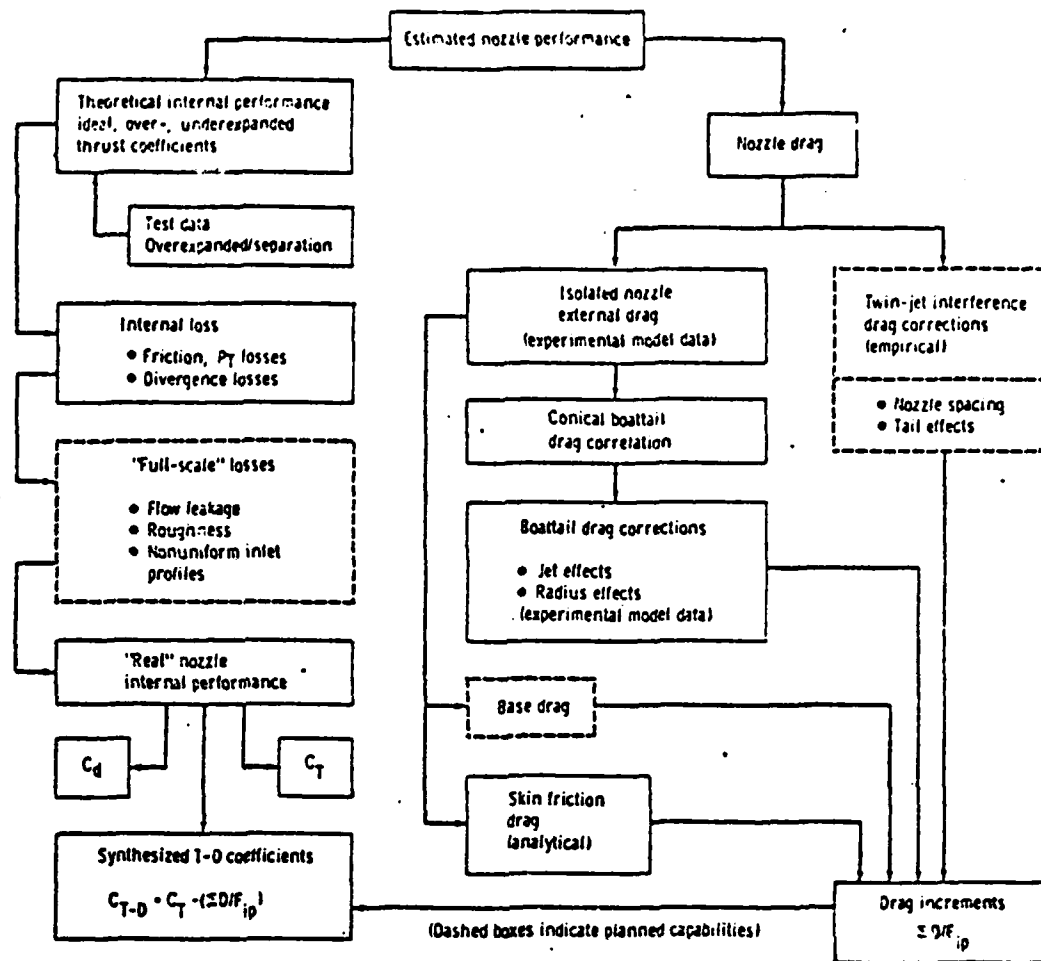 Estimated nozzle performance
Theoretical internal performance
ideal, over-, underexpanded
thrust coefficients
Test data
Overexpanded/separation
Internal loss
• Friction, PT losses
• Divergence losses
"Full-scale" losses
• Flow leakage
• Roughness
• Nonuniform inlet
profiles
"Real" nozzle
internal performance
Cd
CT
Synthesized T-D coefficients
CT-D = CT -(ΣD/Fip)
Nozzle drag
Isolated nozzle
external drag
(experimental model data)
Conical boattail
drag correlation
Boattail drag corrections
• Jet effects
• Radius effects
(experimental model data)
Base drag
Skin friction
drag
(analytical)
Twin-jet interference
drag corrections
(empirical)
• Nozzle spacing
• Tail effects
Drag increments
Σ D/Fip
(Dashed boxes indicate planned capabilities)